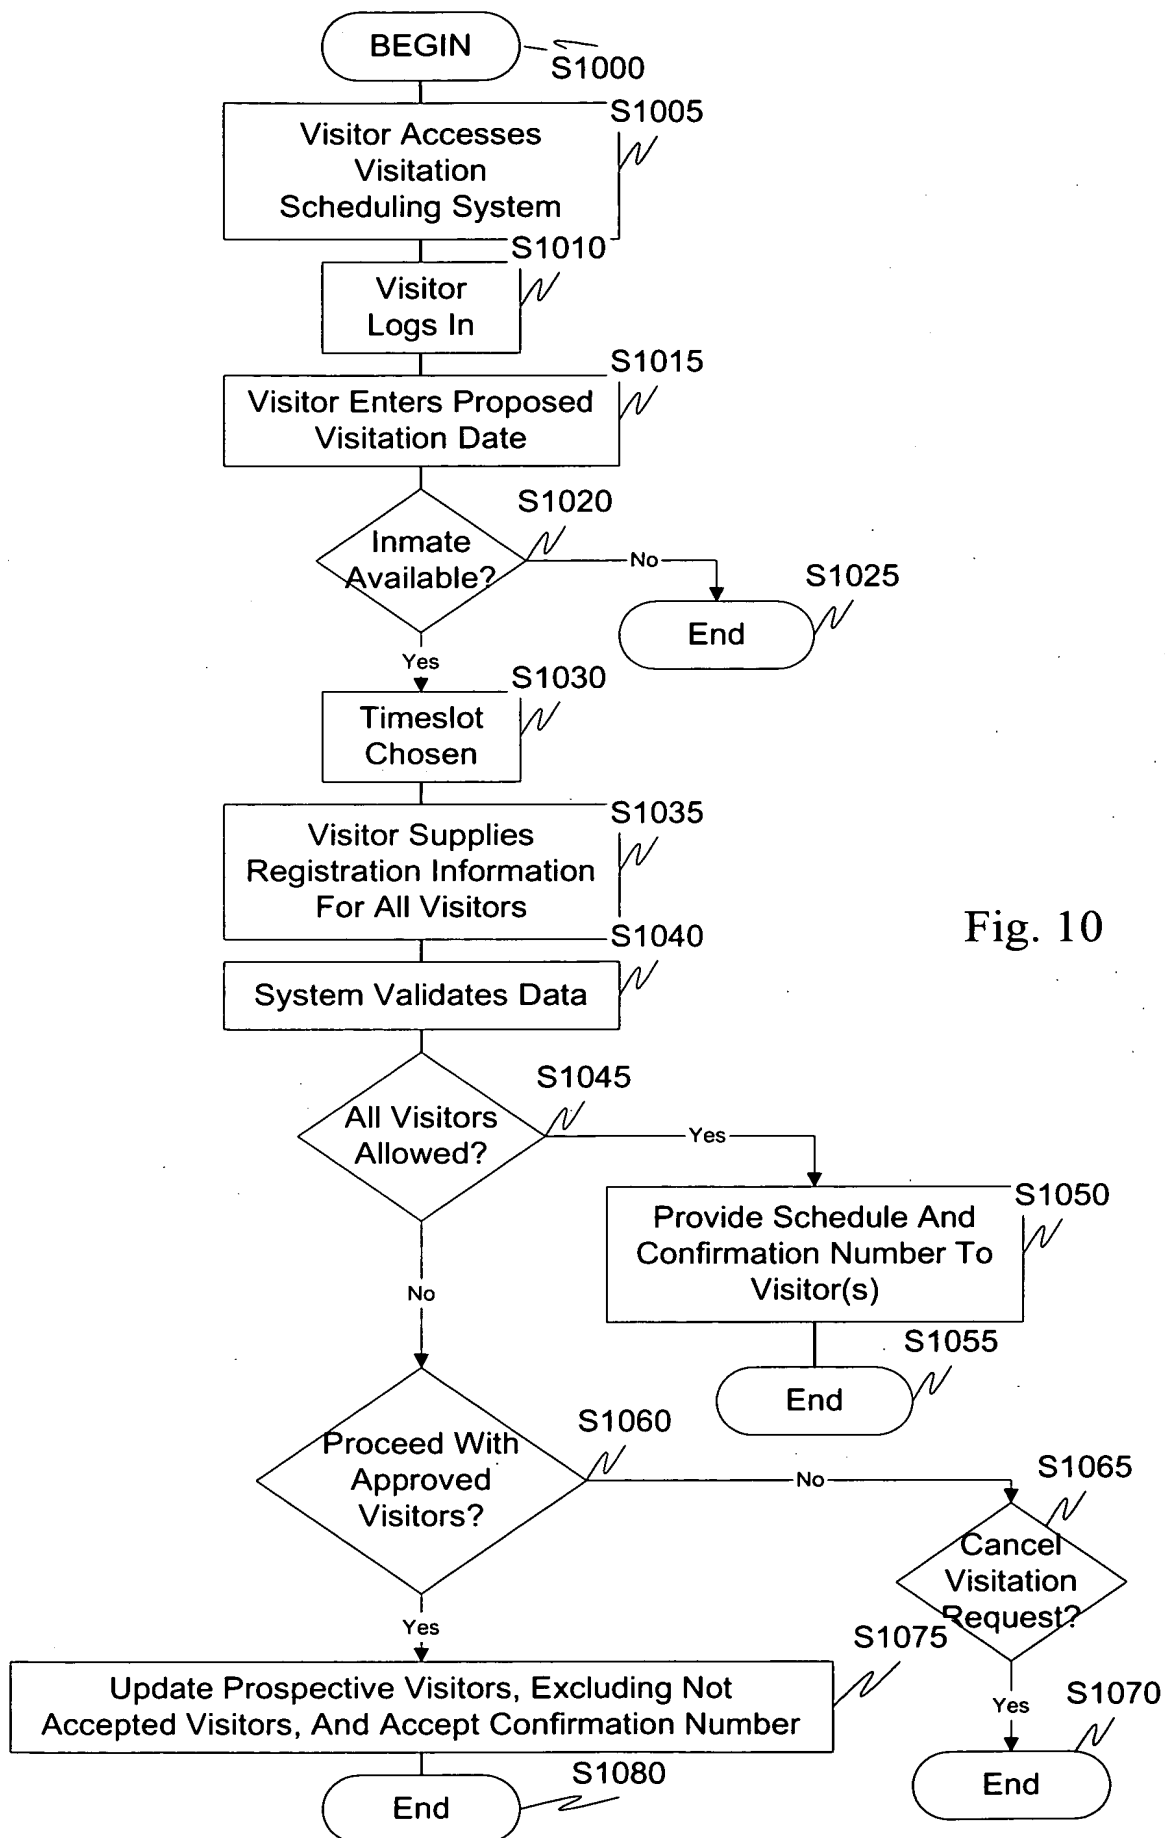 BEGIN
S1000
S1005
Visitor Accesses
Visitation
Scheduling System
S1010
Visitor
Logs In
S1015
Visitor Enters Proposed
Visitation Date
S1020
Inmate
Available?
No
S1025
End
Yes
S1030
Timeslot
Chosen
S1035
Visitor Supplies
Registration Information
For All Visitors
Fig. 10
S1040
System Validates Data
S1045
All Visitors
Allowed?
Yes
S1050
Provide Schedule And
Confirmation Number To
Visitor(s)
No
S1055
End
S1060
Proceed With
Approved
Visitors?
No
S1065
Cancel
Visitation
Request?
Yes
S1075
Update Prospective Visitors, Excluding Not
Accepted Visitors, And Accept Confirmation Number
Yes
S1070
End
S1080
End